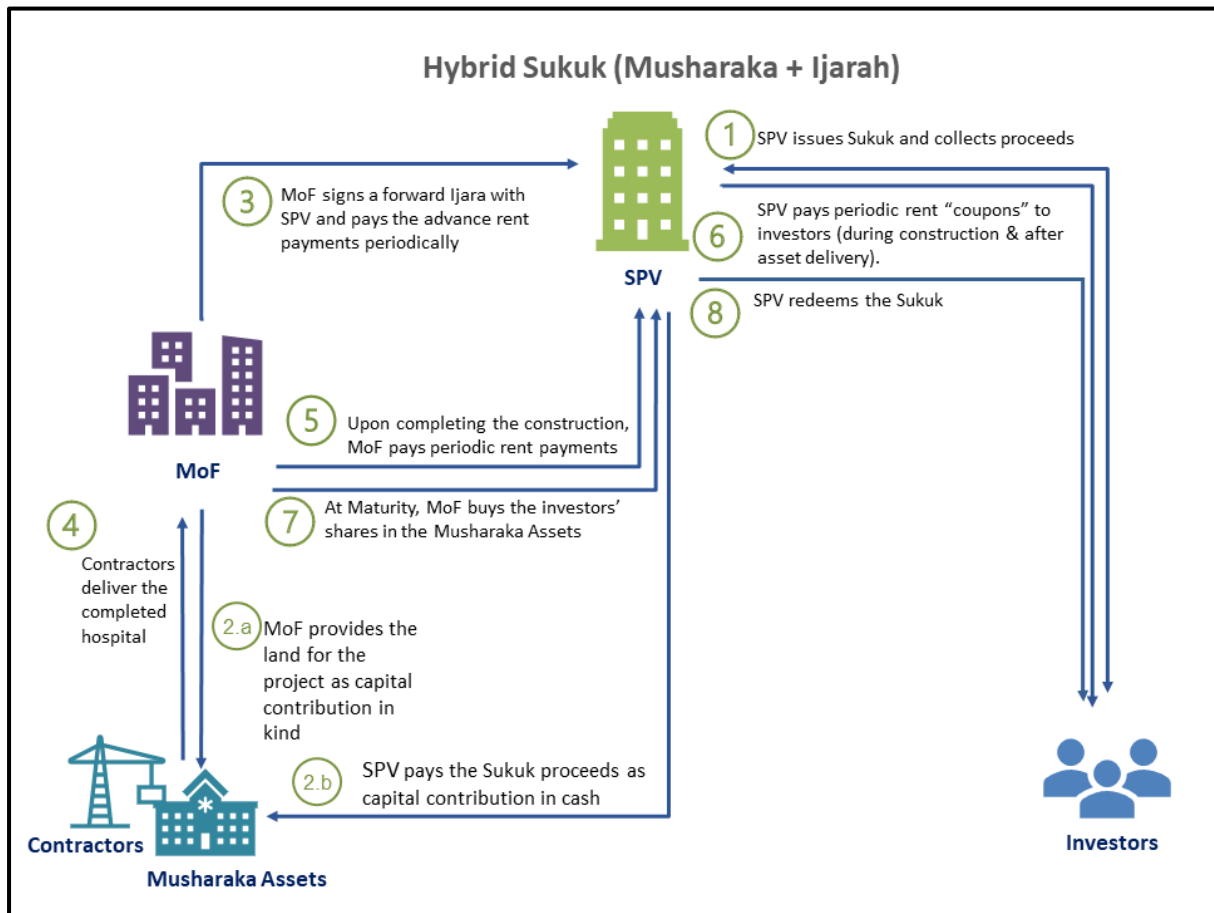 Hybrid Sukuk (Musharaka + Ijarah)
1
SPV issues Sukuk and collects proceeds
3
MoF signs a forward Ijara with
SPV and pays the advance rent
payments periodically
6
SPV pays periodic rent “coupons” to
investors (during construction & after
asset delivery).
SPV
8
SPV redeems the Sukuk
5
Upon completing the construction,
MoF pays periodic rent payments
MoF
7
At Maturity, MoF buys the investors’
shares in the Musharaka Assets
4
Contractors
deliver the
completed
hospital
2.a
MoF provides the
land for the
project as capital
contribution in
kind
2.b
SPV pays the Sukuk proceeds as
capital contribution in cash
Contractors
Musharaka Assets
Investors